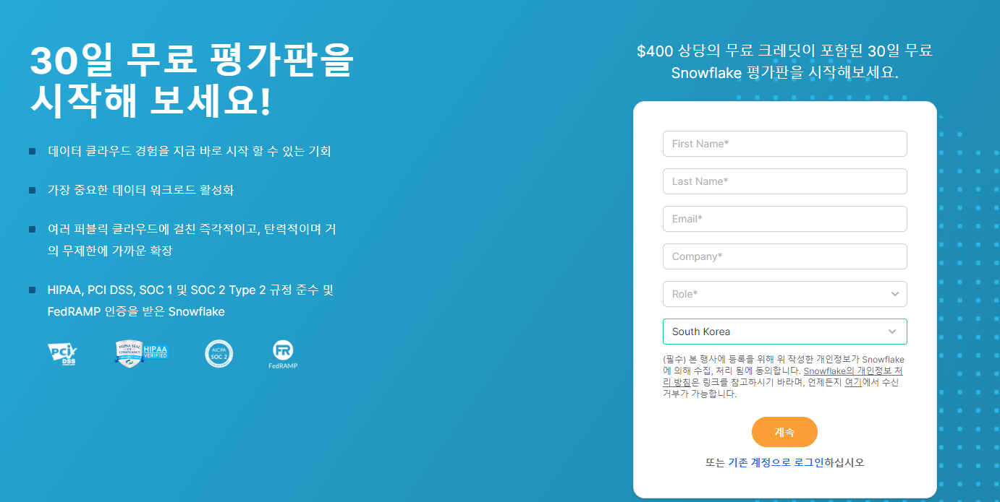 30일 무료 평가판을
시작해 보세요!
데이터 클라우드 경험을 지금 바로 시작 할 수 있는 기회
가장 중요한 데이터 워크로드 활성화
여러 퍼블릭 클라우드에 걸친 즉각적이고, 탄력적이며 거
의 무제한에 가까운 확장
HIPAA, PCI DSS, SOC 1 및 SOC 2 Type 2 규정 준수 및
FedRAMP 인증을 받은 Snowflake
PCI
DSS
HIPAA SEAL
OF
COMPLIANCE
HIPAA
VERIFIED
AICPA
SOC 2
FR
FedRAMP
$400 상당의 무료 크레딧이 포함된 30일 무료
Snowflake 평가판을 시작해보세요.
First Name*
Last Name*
Email*
Company*
Role*
South Korea
(필수) 본 행사에 등록을 위해 위 작성한 개인정보가 Snowflake
에 의해 수집, 처리 됨에 동의합니다. Snowflake의 개인정보 처
리 방침은 링크를 참고하시기 바라며, 언제든지 여기에서 수신
거부가 가능합니다.
계속
또는 기존 계정으로 로그인하십시오